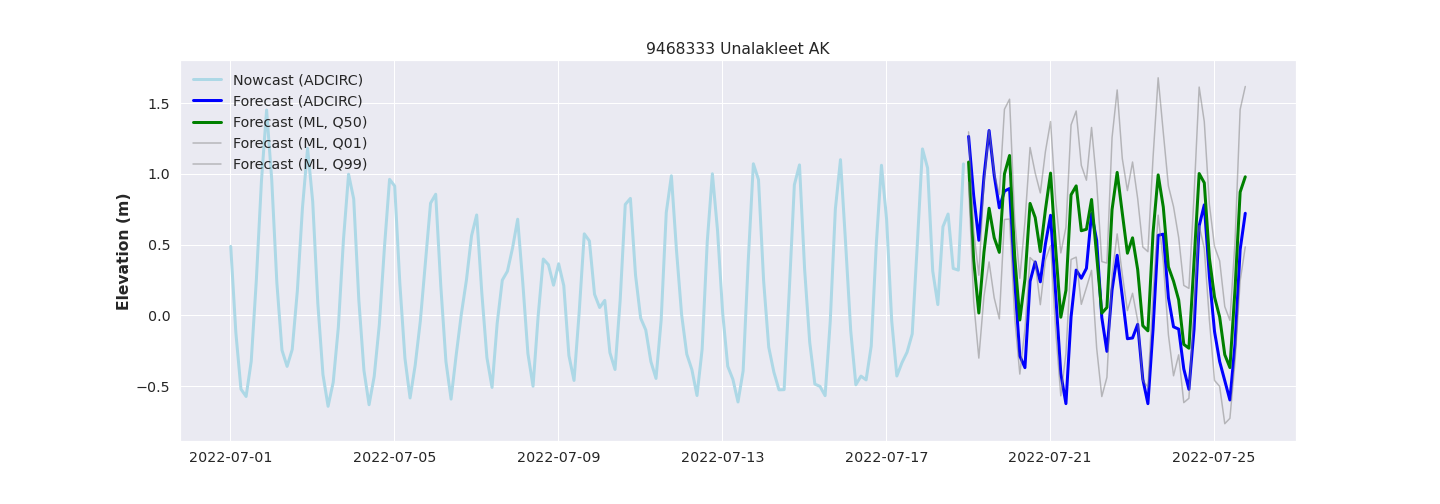 9468333 Unalakleet AK
Nowcast (ADCIRC)
Forecast (ADCIRC)
Forecast (ML, Q50)
Forecast (ML, Q01)
Forecast (ML, Q99)
Elevation (m)
1.5
1.0
0.5
0.0
−0.5
2022-07-01
2022-07-05
2022-07-09
2022-07-13
2022-07-17
2022-07-21
2022-07-25